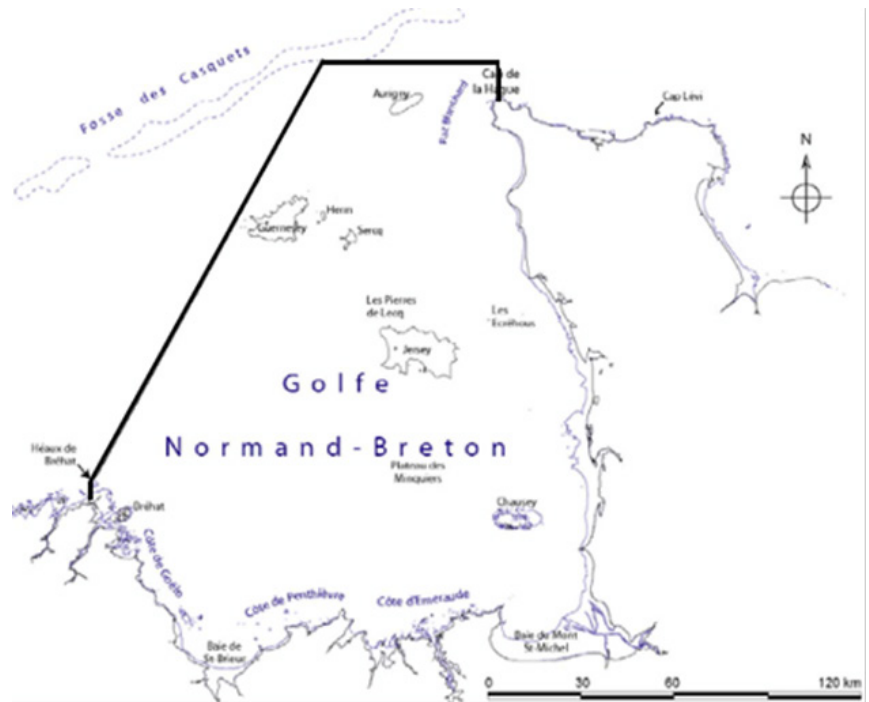 Fosse des Casquets
Aurigny
Raz Blanchard
Cap de
la Hague
Cap Lévi
N
Herm
Guernesey
Sercq
Les Pierres
de Lecq
Les
Ecréhous
Jersey
Golfe
Normand-Breton
Plateau des
Minquiers
Héaux de
Bréhat
Bréhat
Chausey
Côte de Goëlo
Côte de Penthièvre
Côte d'Emeraude
Baie de
St-Brieuc
Baie du Mont
St-Michel
0 30 60 120 km